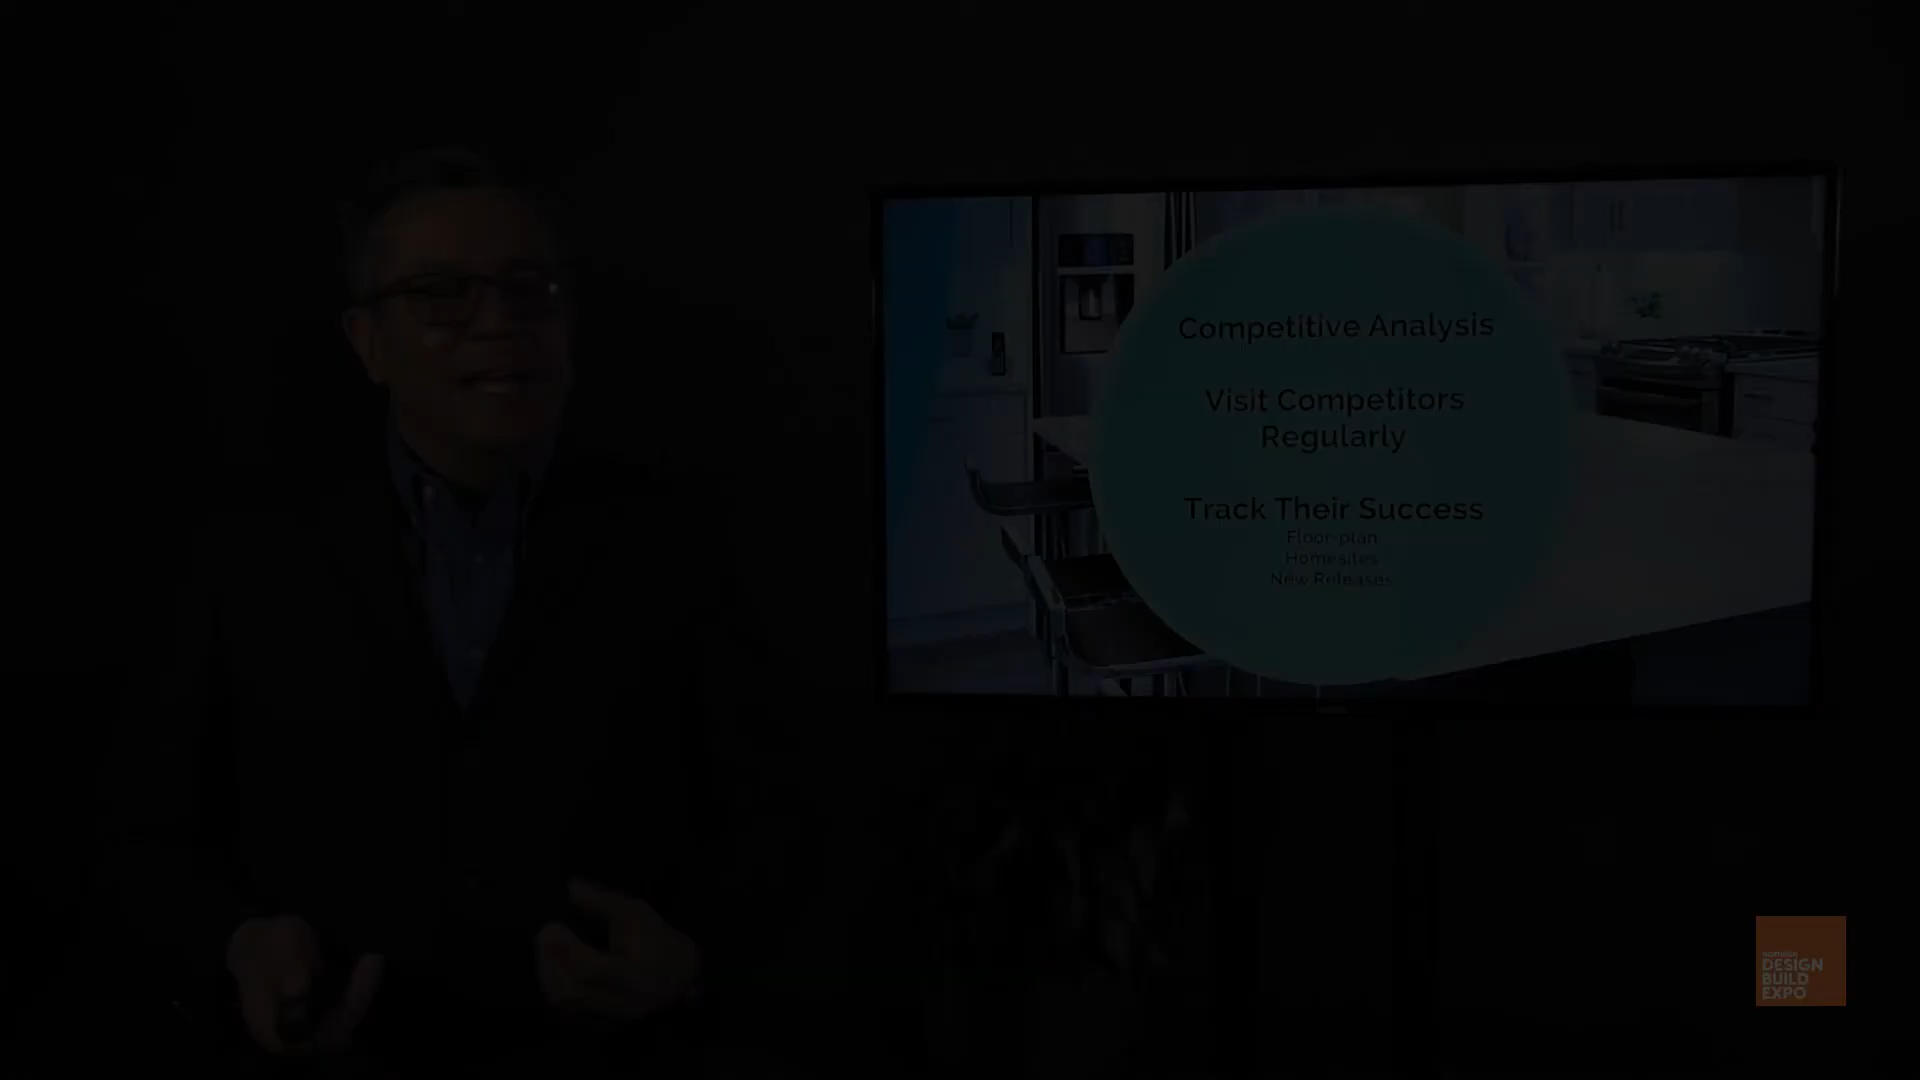 Competitive Analysis
Visit Competitors
Regularly
Track Their Success
Floor-plan
Homesites
New Releases
DESIGN
BUILD
EXPO